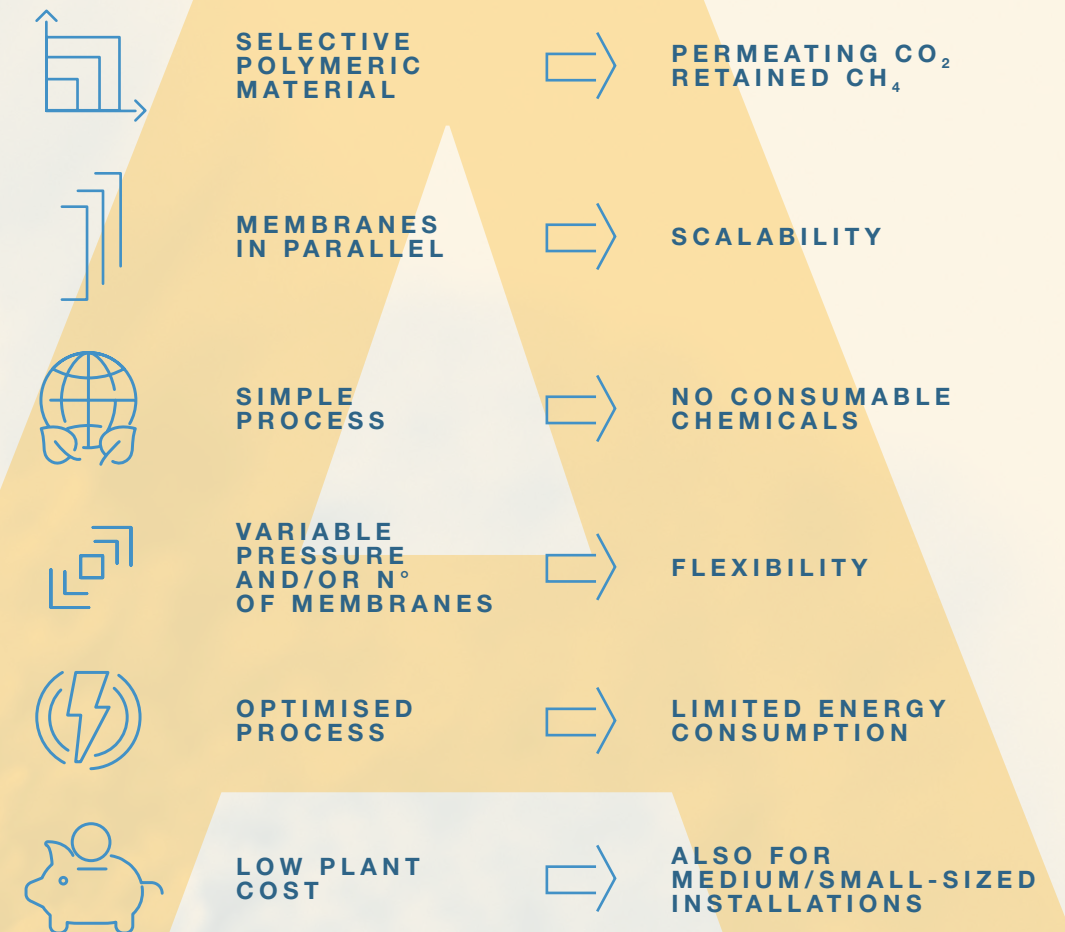 SELECTIVE
POLYMERIC
MATERIAL
PERMEATING CO₂
RETAINED CH₄
MEMBRANES
IN PARALLEL
SCALABILITY
SIMPLE
PROCESS
NO CONSUMABLE
CHEMICALS
VARIABLE
PRESSURE
AND/OR N°
OF MEMBRANES
FLEXIBILITY
OPTIMISED
PROCESS
LIMITED ENERGY
CONSUMPTION
LOW PLANT
COST
ALSO FOR
MEDIUM/SMALL-SIZED
INSTALLATIONS